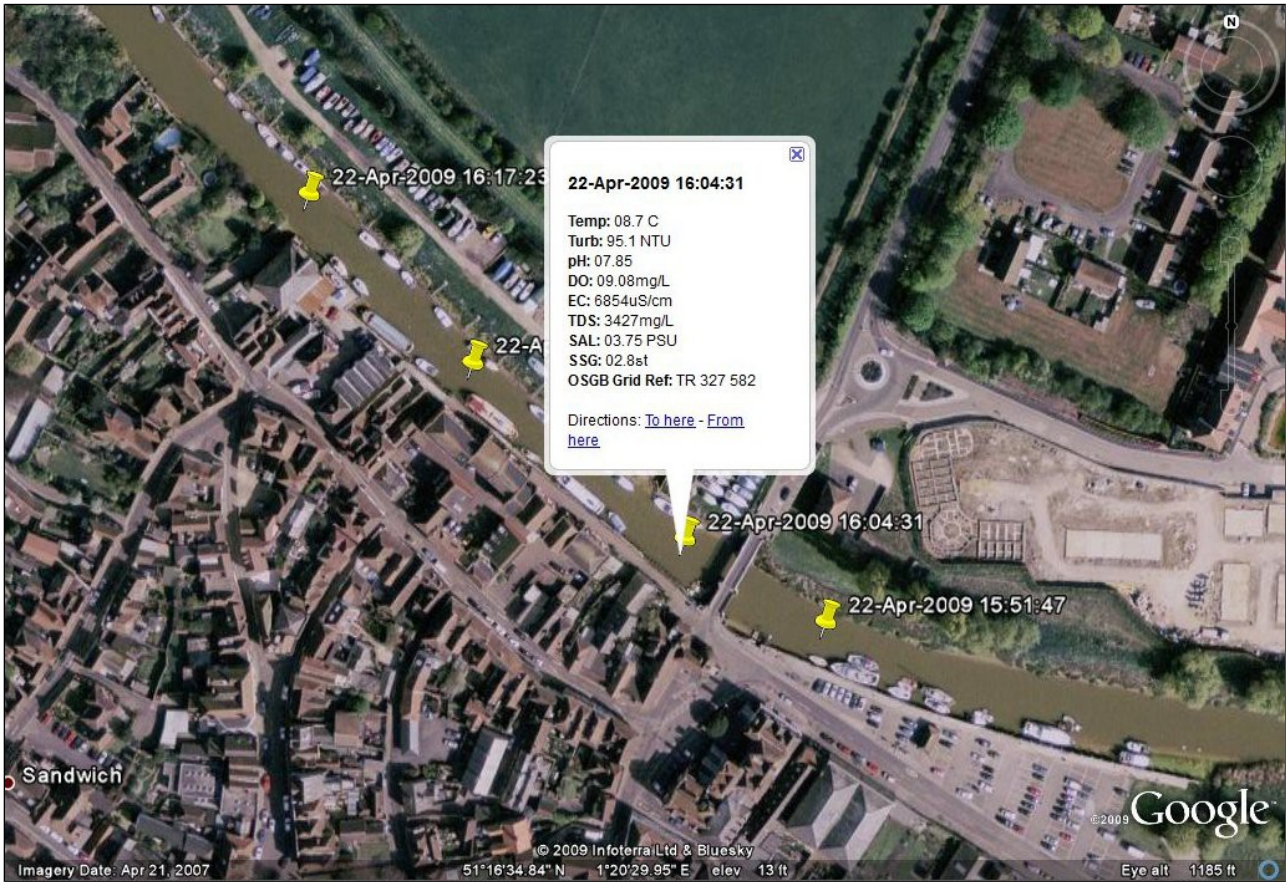 N
22-Apr-2009 16:17:23
22-Apr-2009 16:04:31
Temp: 08.7 C
Turb: 95.1 NTU
pH: 07.85
DO: 09.08mg/L
EC: 6854uS/cm
TDS: 3427mg/L
SAL: 03.75 PSU
SSG: 02.8st
OSGB Grid Ref: TR 327 582
Directions: To here - From
here
22-A
22-Apr-2009 16:04:31
22-Apr-2009 15:51:47
Sandwich
©2009 Google
© 2009 Infoterra Ltd & Bluesky
Imagery Date: Apr 21, 2007 51°16'34.84" N 1°20'29.95" E elev 13 ft Eye alt 1185 ft